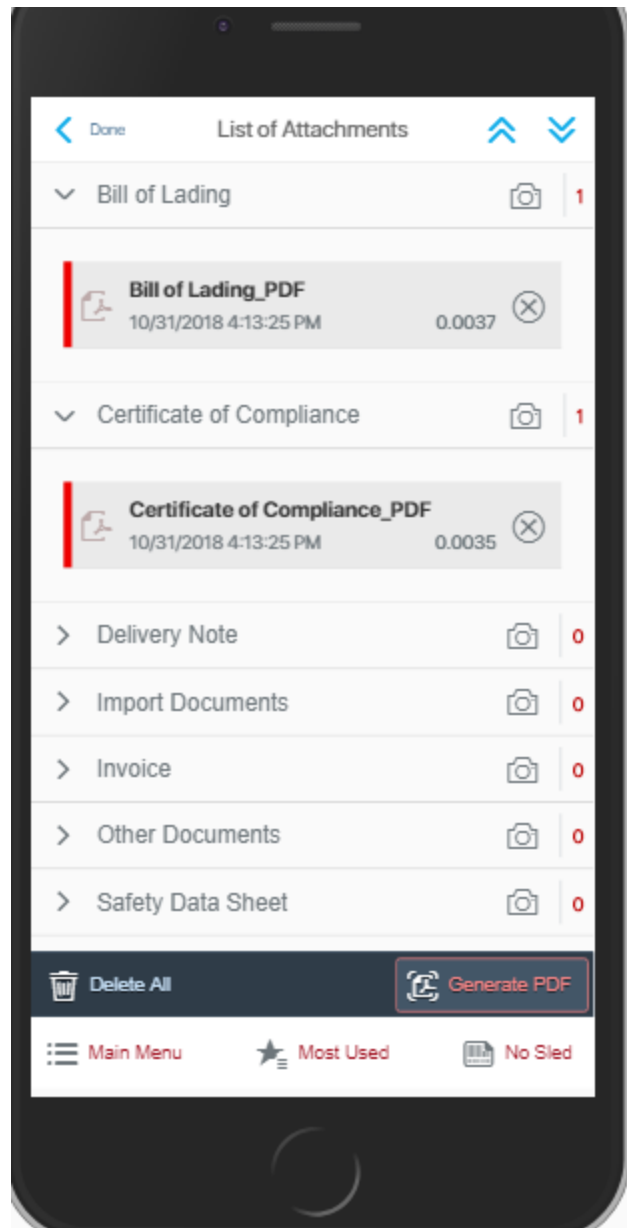 Done List of Attachments
Bill of Lading 1
Bill of Lading_PDF
10/31/2018 4:13:25 PM 0.0037
Certificate of Compliance 1
Certificate of Compliance_PDF
10/31/2018 4:13:25 PM 0.0035
Delivery Note 0
Import Documents 0
Invoice 0
Other Documents 0
Safety Data Sheet 0
Delete All Generate PDF
Main Menu Most Used No Sled